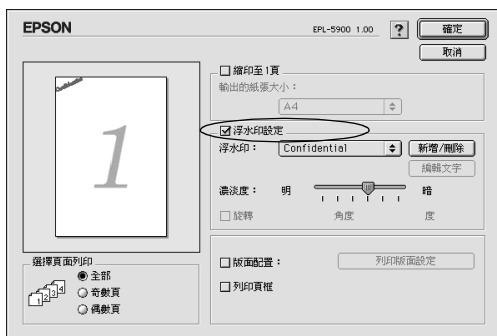 EPSON
EPL-5900 1.00
?
確定
取消
縮印至1頁
輸出的紙張大小：
A4
浮水印設定
浮水印：
Confidential
新增/刪除
編輯文字
濃淡度：
明
暗
旋轉
角度
度
1
選擇頁面列印
全部
奇數頁
偶數頁
1 2 3 4
版面配置：
列印版面設定
列印頁框